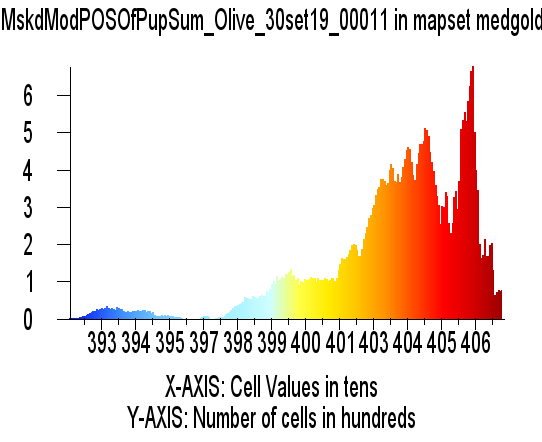 MskdModPOSOfPupSum_Olive_30set19_00011 in mapset medgold
6
5
4
3
2
1
0
393 394 395 397 398 399 400 401 403 404 405 406
X-AXIS: Cell Values in tens
Y-AXIS: Number of cells in hundreds